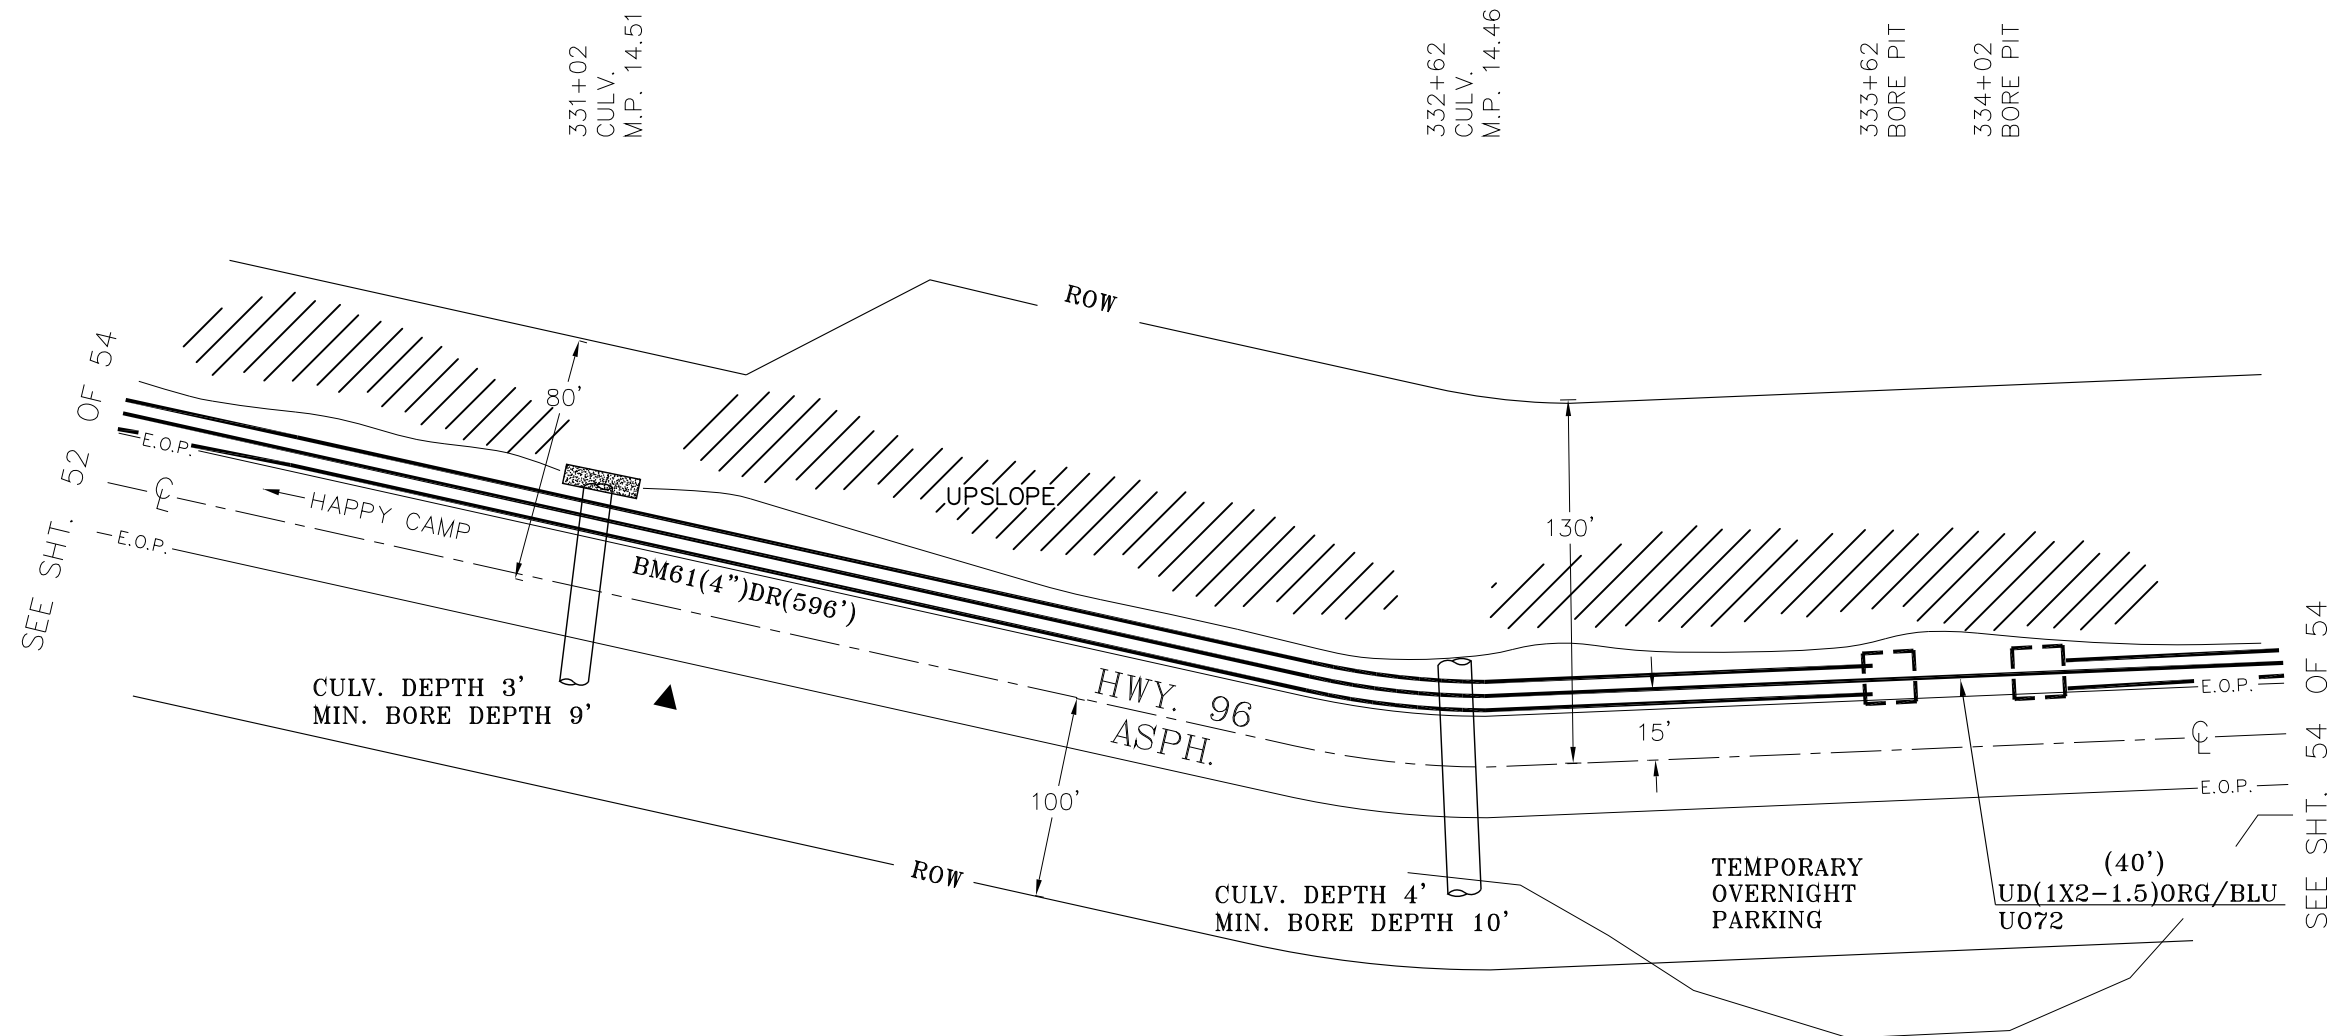 331+02
CULV.
M.P. 14.51
332+62
CULV.
M.P. 14.46
333+62
BORE PIT
334+02
BORE PIT
ROW
80'
SEE SHT. 52 OF 54
E.O.P.
CL
HAPPY CAMP
E.O.P.
UPSLOPE
130'
BM61(4")DR(596')
CULV. DEPTH 3'
MIN. BORE DEPTH 9'
HWY. 96
ASPH.
15'
E.O.P.
CL
E.O.P.
100'
ROW
CULV. DEPTH 4'
MIN. BORE DEPTH 10'
TEMPORARY
OVERNIGHT
PARKING
(40')
UD(1X2-1.5)ORG/BLU
UO72
SEE SHT. 54 OF 54